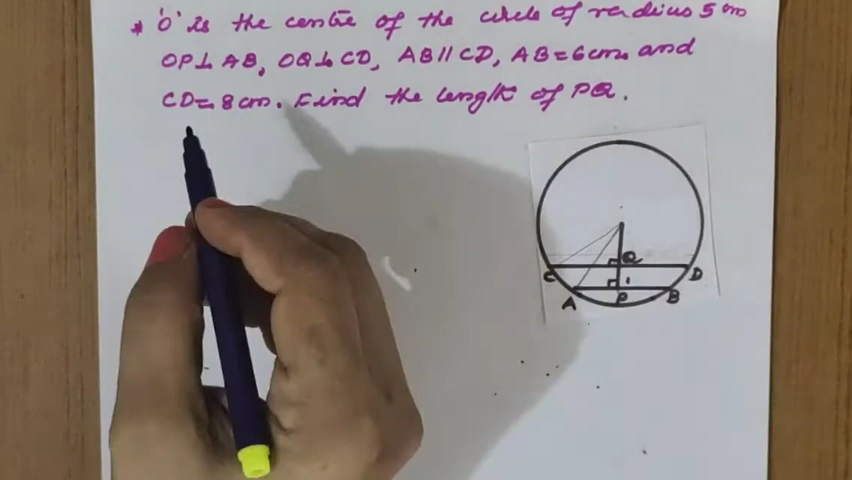 * 'O' is the centre of the circle of radius 5 cm
OP⊥AB, OQ⊥CD, AB//CD, AB=6cm and
CD=8cm. Find the length of PQ.
Q
C D
A P B